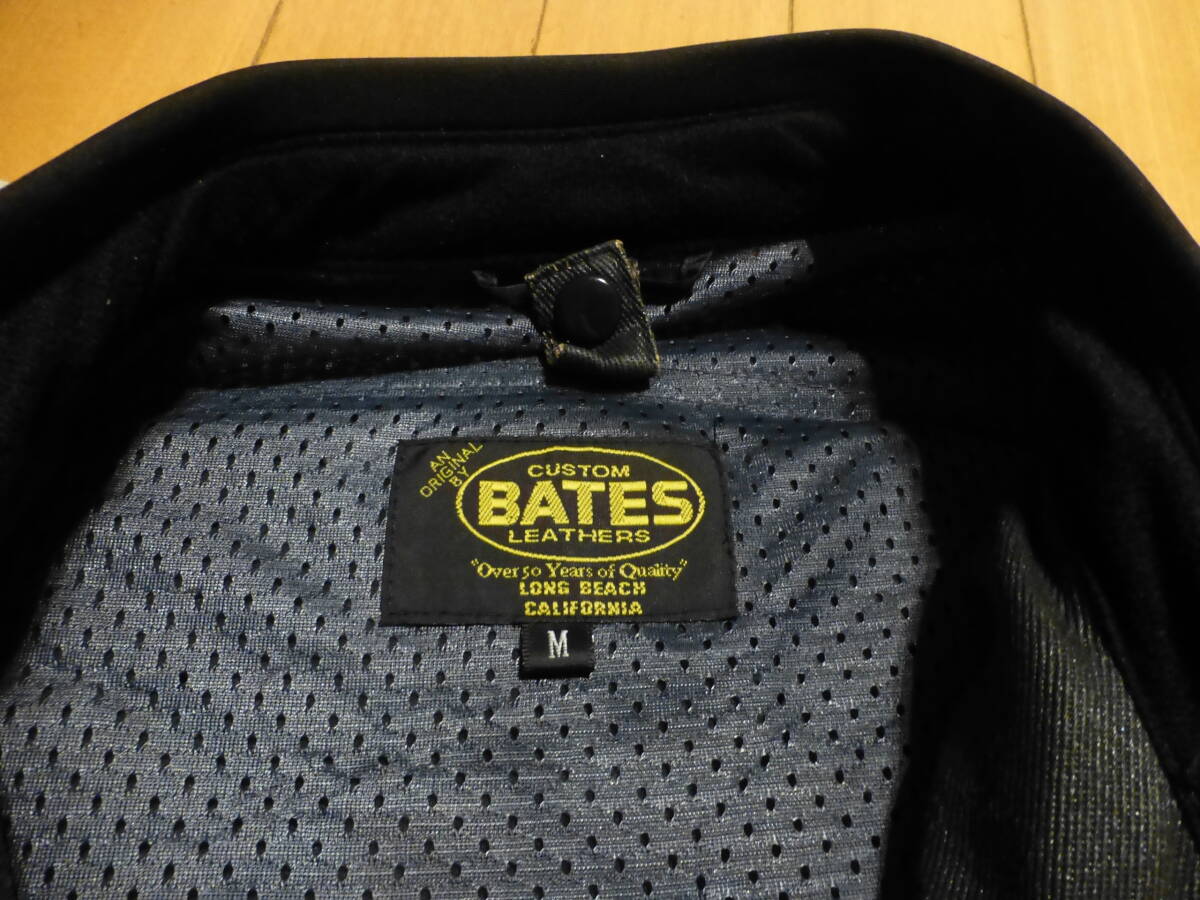 AN
ORIGINAL
BY
CUSTOM
BATES
LEATHERS
"Over 50 Years of Quality"
LONG BEACH
CALIFORNIA
M